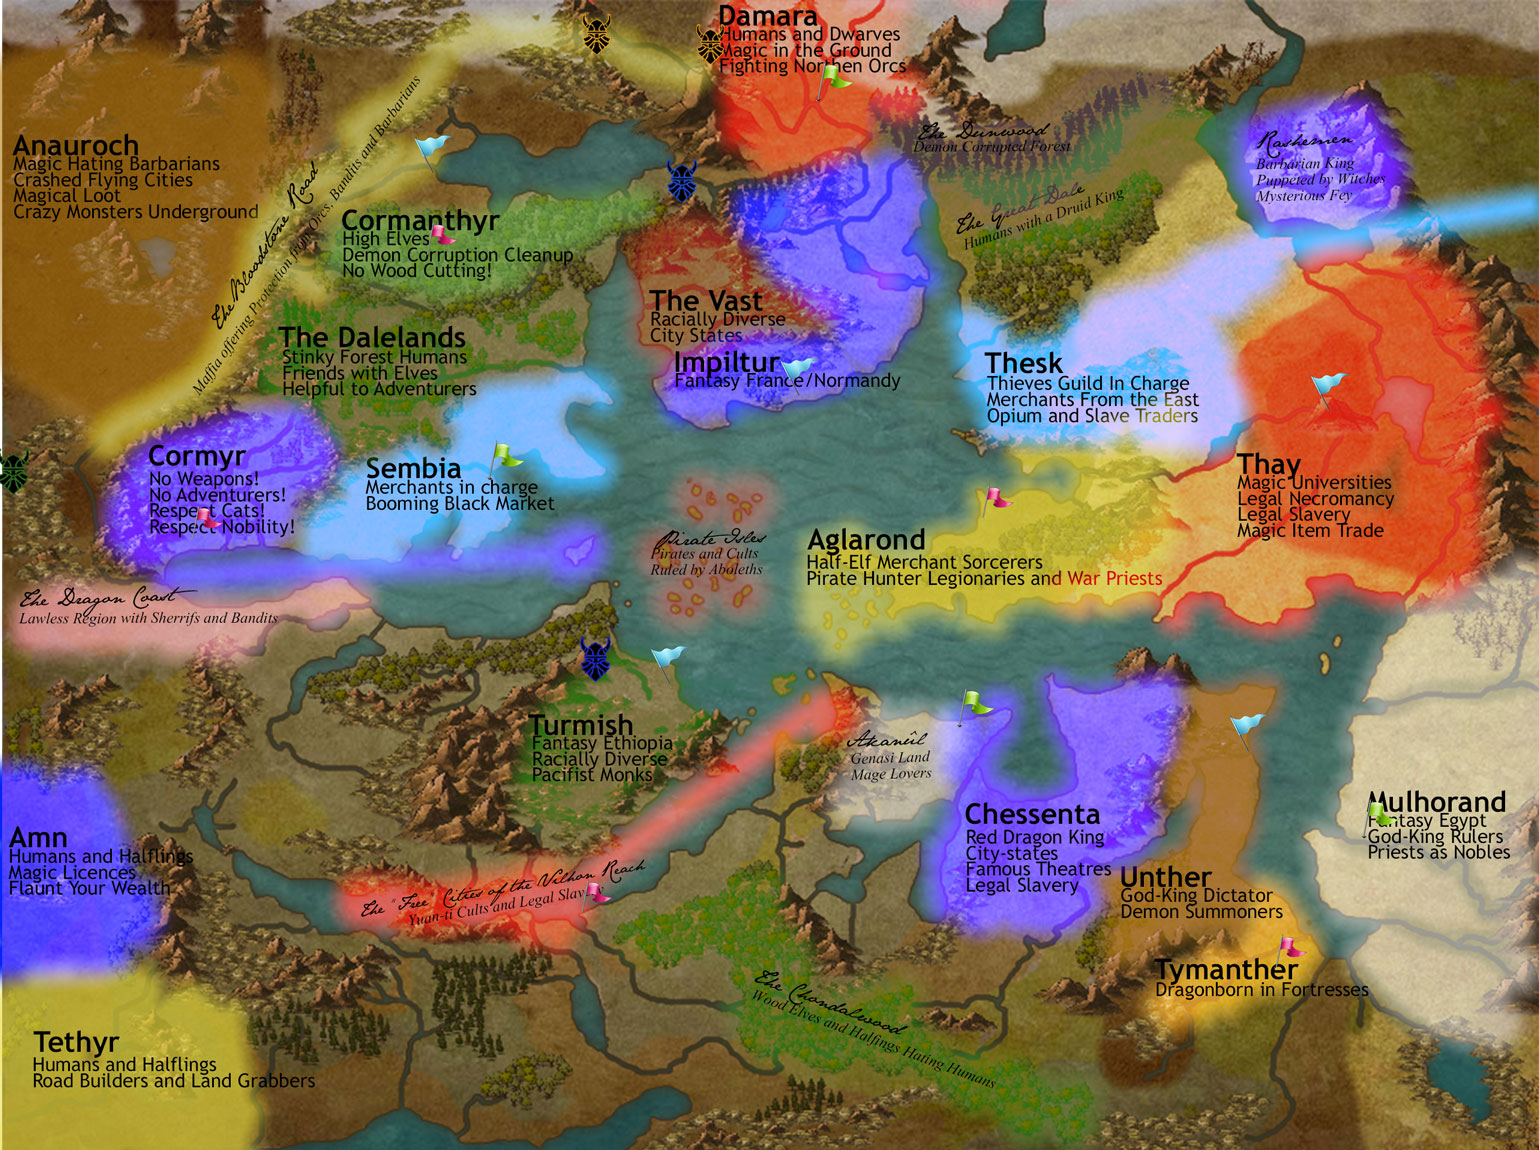 Damara
Humans and Dwarves
Magic in the Ground
Fighting Northen Orcs
Anauroch
Magic Hating Barbarians
Crashed Flying Cities
Magical Loot
Crazy Monsters Underground
The Bloodstone Road
Maffia offering Protection from Orcs, Bandits and Barbarians
Cormanthyr
High Elves
Demon Corruption Cleanup
No Wood Cutting!
The Dunwood
Demon Corrupted Forest
The Great Dale
Humans with a Druid King
Rashemen
Barbarian King
Puppeted by Witches
Mysterious Fey
The Dalelands
Stinky Forest Humans
Friends with Elves
Helpful to Adventurers
The Vast
Racially Diverse
City States
Impiltur
Fantasy France/Normandy
Thesk
Thieves Guild In Charge
Merchants From the East
Opium and Slave Traders
Cormyr
No Weapons!
No Adventurers!
Respect Cats!
Respect Nobility!
Sembia
Merchants in charge
Booming Black Market
Thay
Magic Universities
Legal Necromancy
Legal Slavery
Magic Item Trade
Pirate Isles
Pirates and Cults
Ruled by Aboleths
Aglarond
Half-Elf Merchant Sorcerers
Pirate Hunter Legionaries and War Priests
The Dragon Coast
Lawless Region with Sherrifs and Bandits
Turmish
Fantasy Ethiopia
Racially Diverse
Pacifist Monks
Akanûl
Genasi Land
Mage Lovers
Chessenta
Red Dragon King
City-states
Famous Theatres
Legal Slavery
Mulhorand
Fantasy Egypt
God-King Rulers
Priests as Nobles
Amn
Humans and Halflings
Magic Licences
Flaunt Your Wealth
The "Free" Cities of the Vilhon Reach
Yuan-ti Cults and Legal Slavery
Unther
God-King Dictator
Demon Summoners
Tymanther
Dragonborn in Fortresses
The Chondalwood
Wood Elves and Halfings Hating Humans
Tethyr
Humans and Halflings
Road Builders and Land Grabbers